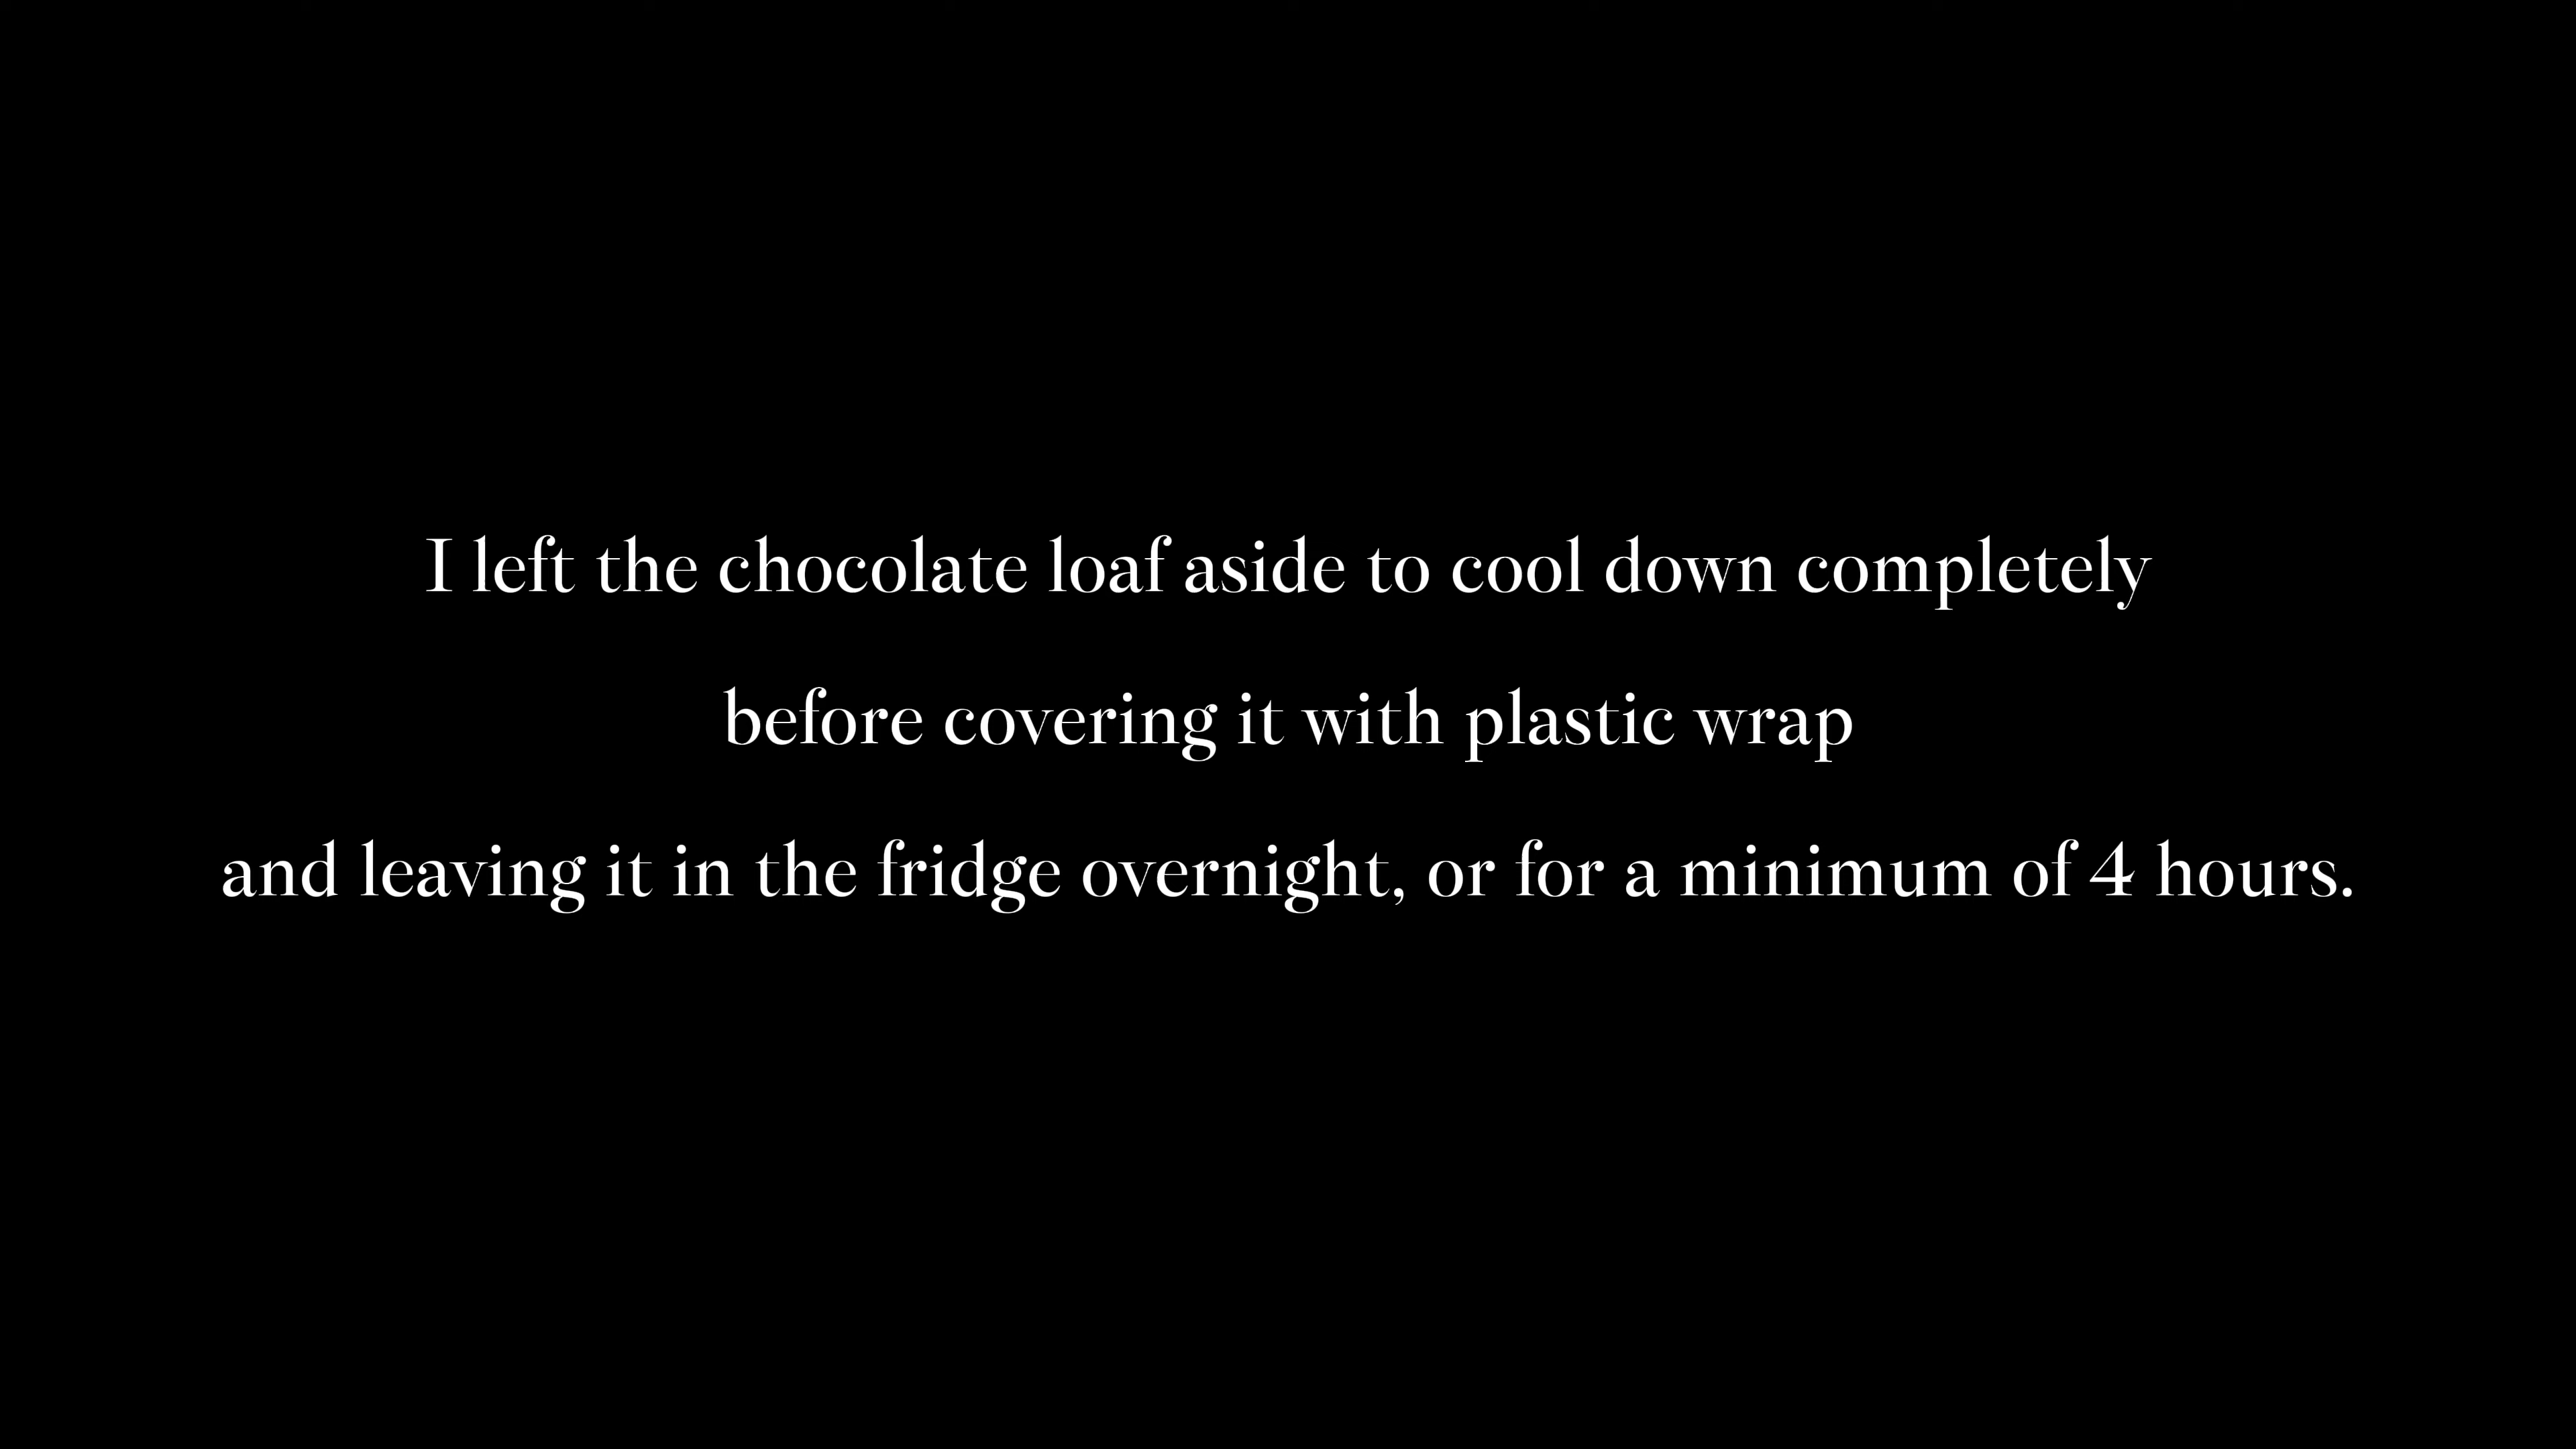 I left the chocolate loaf aside to cool down completely
before covering it with plastic wrap
and leaving it in the fridge overnight, or for a minimum of 4 hours.